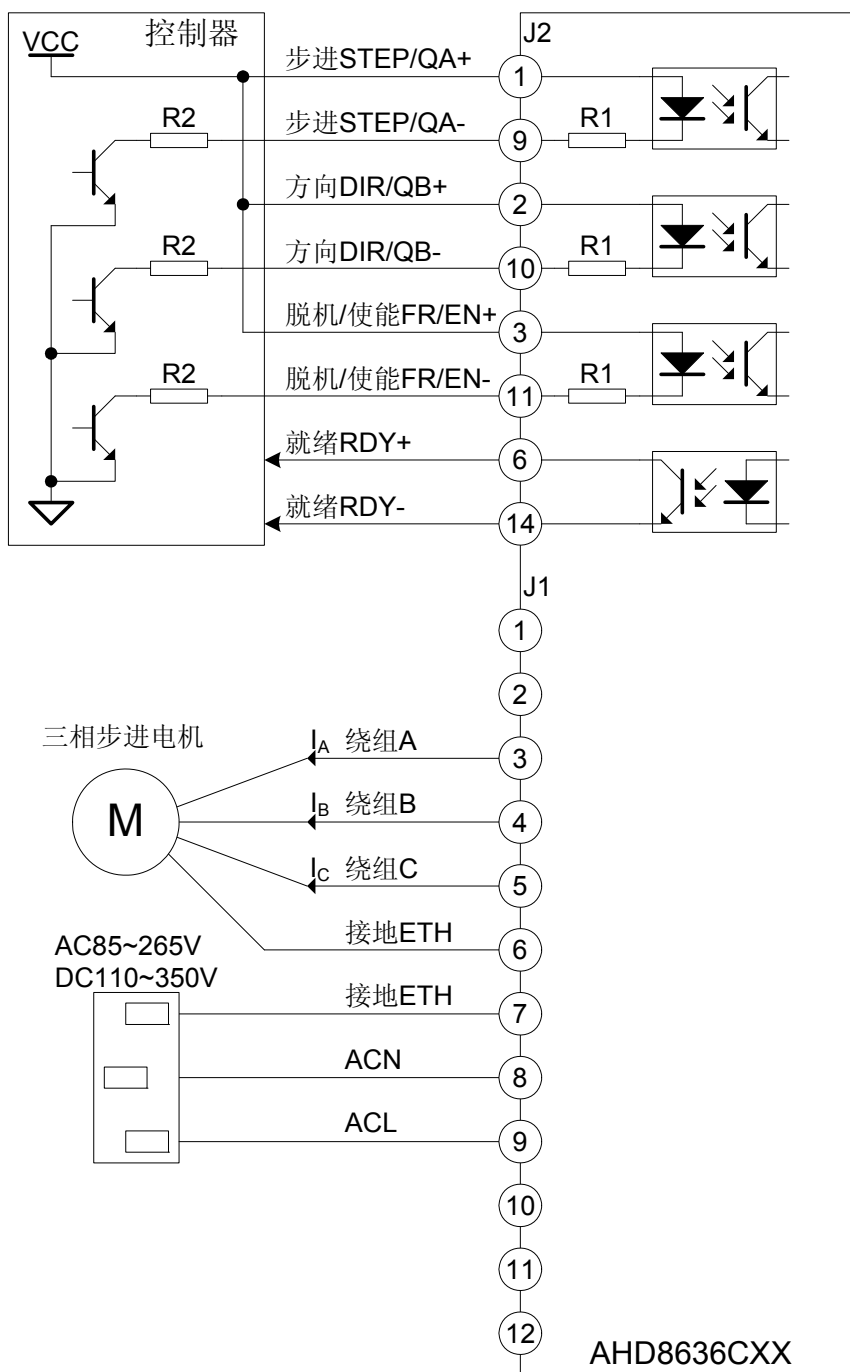 VCC
控制器
J2
步进STEP/QA+
1
R2
步进STEP/QA-
9
R1
方向DIR/QB+
2
R2
方向DIR/QB-
10
R1
脱机/使能FR/EN+
3
R2
脱机/使能FR/EN-
11
R1
就绪RDY+
6
就绪RDY-
14
J1
1
2
三相步进电机
IA 绕组A
3
M
IB 绕组B
4
IC 绕组C
5
接地ETH
6
AC85~265V
DC110~350V
接地ETH
7
ACN
8
ACL
9
10
11
12
AHD8636CXX